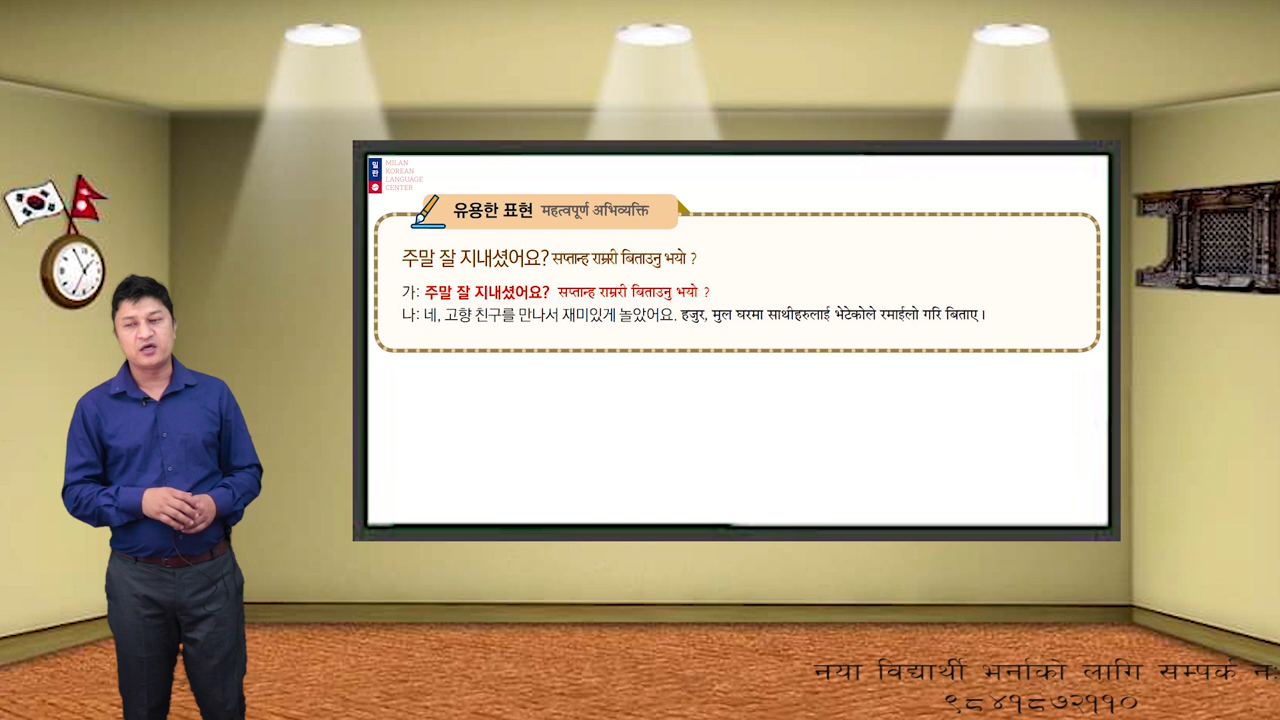 밀란
MILAN
KOREAN
LANGUAGE
CENTER
유용한 표현 महत्वपूर्ण अभिव्यक्ति
주말 잘 지내셨어요? सप्तान्ह राम्ररी बिताउनु भयो ?
가: 주말 잘 지내셨어요? सप्तान्ह राम्ररी बिताउनु भयो ?
나: 네, 고향 친구를 만나서 재미있게 놀았어요. हजुर, मुल घरमा साथीहरुलाई भेटेकोले रमाईलो गरि बिताए।
नया विद्यार्थी भर्नाको लागि सम्पर्क न:
९८४१८७२११०